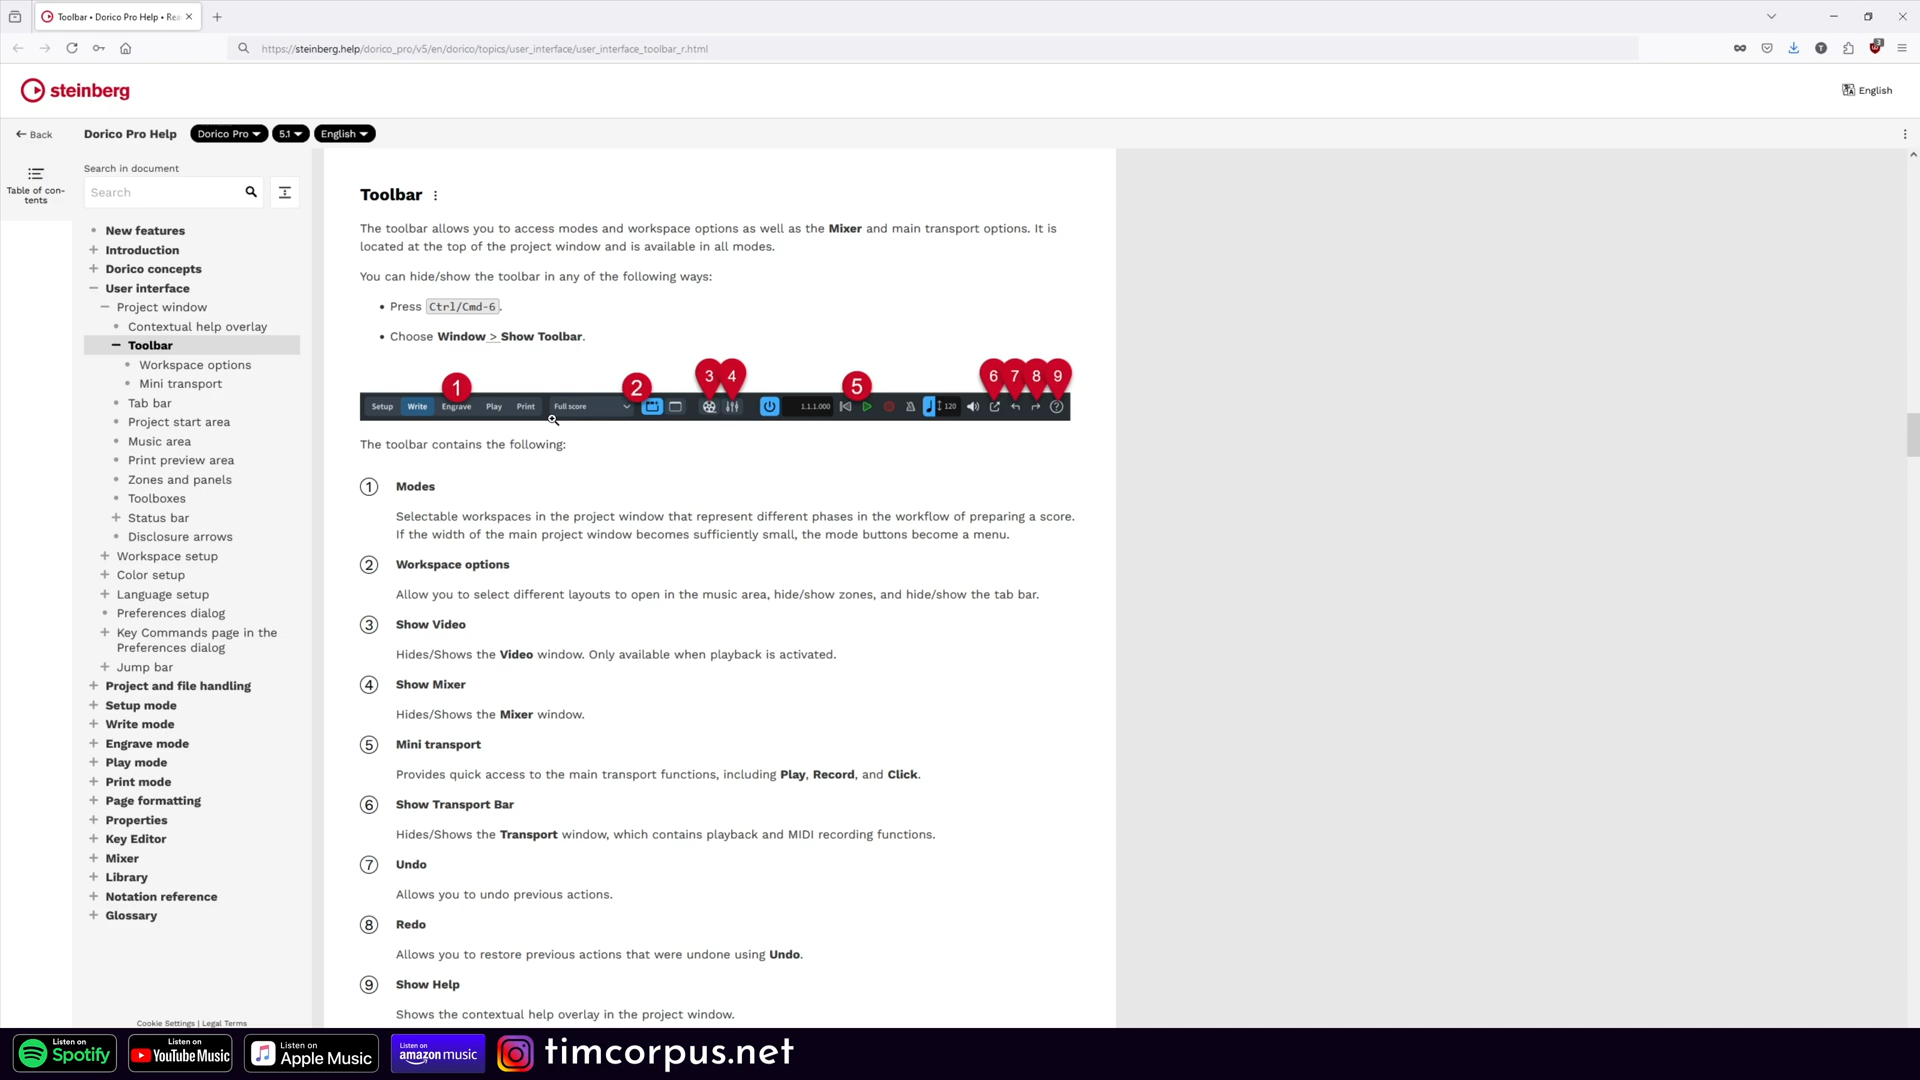 Toolbar • Dorico Pro Help • Rea
https://steinberg.help/dorico_pro/v5/en/dorico/topics/user_interface/user_interface_toolbar_r.html
3
steinberg
English
Back
Dorico Pro Help
Dorico Pro
5.1
English
Table of con-
tents
Search in document
Search
New features
Introduction
Dorico concepts
User interface
Project window
Contextual help overlay
Toolbar
Workspace options
Mini transport
Tab bar
Project start area
Music area
Print preview area
Zones and panels
Toolboxes
Status bar
Disclosure arrows
Workspace setup
Color setup
Language setup
Preferences dialog
Key Commands page in the
Preferences dialog
Jump bar
Project and file handling
Setup mode
Write mode
Engrave mode
Play mode
Print mode
Page formatting
Properties
Key Editor
Mixer
Library
Notation reference
Glossary
Cookie Settings | Legal Terms
Toolbar
The toolbar allows you to access modes and workspace options as well as the Mixer and main transport options. It is
located at the top of the project window and is available in all modes.
You can hide/show the toolbar in any of the following ways:
• Press Ctrl/Cmd-6.
• Choose Window > Show Toolbar.
1 2 3 4 5 6 7 8 9
Setup Write Engrave Play Print Full score 1.1.1.000 120
The toolbar contains the following:
1 Modes
Selectable workspaces in the project window that represent different phases in the workflow of preparing a score.
If the width of the main project window becomes sufficiently small, the mode buttons become a menu.
2 Workspace options
Allow you to select different layouts to open in the music area, hide/show zones, and hide/show the tab bar.
3 Show Video
Hides/Shows the Video window. Only available when playback is activated.
4 Show Mixer
Hides/Shows the Mixer window.
5 Mini transport
Provides quick access to the main transport functions, including Play, Record, and Click.
6 Show Transport Bar
Hides/Shows the Transport window, which contains playback and MIDI recording functions.
7 Undo
Allows you to undo previous actions.
8 Redo
Allows you to restore previous actions that were undone using Undo.
9 Show Help
Shows the contextual help overlay in the project window.
Listen on Spotify
Listen on YouTube Music
Listen on Apple Music
Listen on amazon music
timcorpus.net